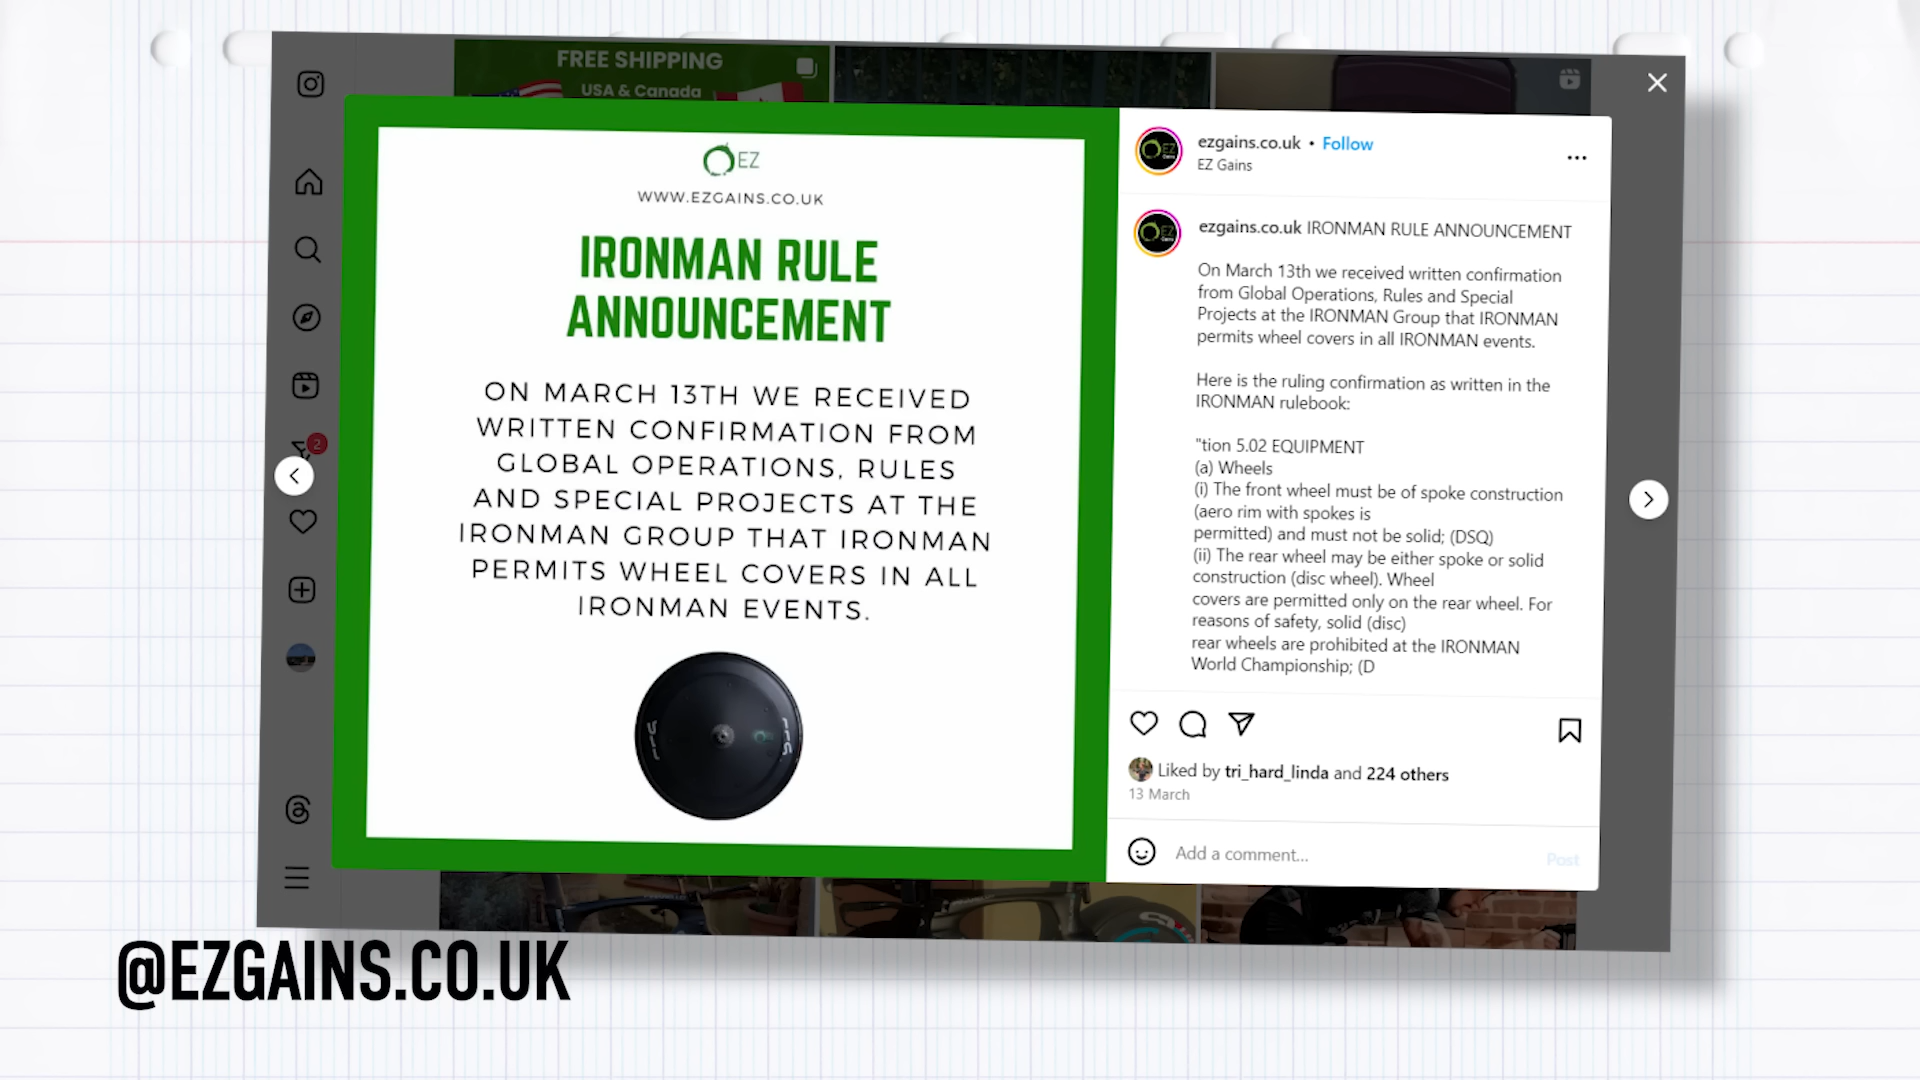 FREE SHIPPING
USA & Canada
EZ
WWW.EZGAINS.CO.UK
IRONMAN RULE
ANNOUNCEMENT
ON MARCH 13TH WE RECEIVED
WRITTEN CONFIRMATION FROM
GLOBAL OPERATIONS, RULES
AND SPECIAL PROJECTS AT THE
IRONMAN GROUP THAT IRONMAN
PERMITS WHEEL COVERS IN ALL
IRONMAN EVENTS.
2
ezgains.co.uk • Follow
EZ Gains
ezgains.co.uk IRONMAN RULE ANNOUNCEMENT
On March 13th we received written confirmation
from Global Operations, Rules and Special
Projects at the IRONMAN Group that IRONMAN
permits wheel covers in all IRONMAN events.
Here is the ruling confirmation as written in the
IRONMAN rulebook:
"tion 5.02 EQUIPMENT
(a) Wheels
(i) The front wheel must be of spoke construction
(aero rim with spokes is
permitted) and must not be solid; (DSQ)
(ii) The rear wheel may be either spoke or solid
construction (disc wheel). Wheel
covers are permitted only on the rear wheel. For
reasons of safety, solid (disc)
rear wheels are prohibited at the IRONMAN
World Championship; (D
Liked by tri_hard_linda and 224 others
13 March
Add a comment...
Post
@EZGAINS.CO.UK